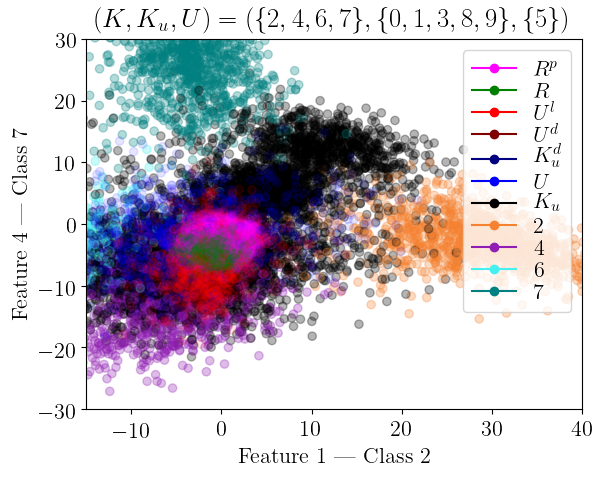 (K, K_u, U) = ({2, 4, 6, 7}, {0, 1, 3, 8, 9}, {5})
30
20
10
0
−10
−20
−30
Feature 4 — Class 7
R^p
R
U^l
U^d
K_u^d
U
K_u
2
4
6
7
−10
0
10
20
30
40
Feature 1 — Class 2